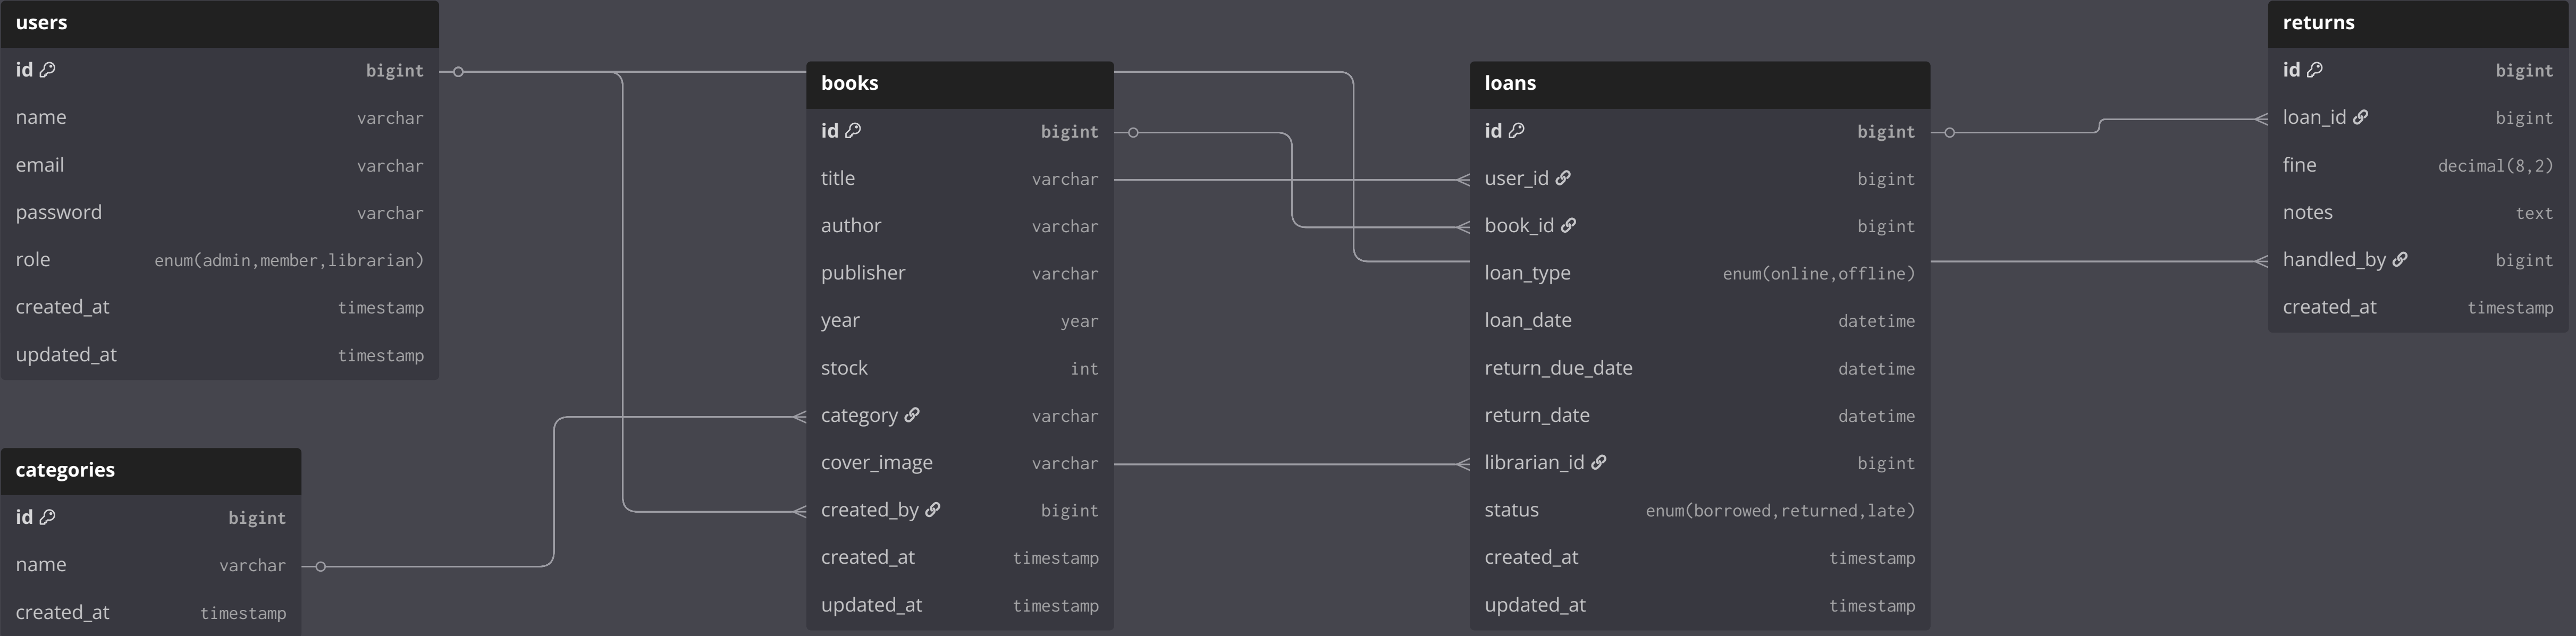 users
id bigint
name varchar
email varchar
password varchar
role enum(admin,member,librarian)
created_at timestamp
updated_at timestamp
categories
id bigint
name varchar
created_at timestamp
books
id bigint
title varchar
author varchar
publisher varchar
year year
stock int
category varchar
cover_image varchar
created_by bigint
created_at timestamp
updated_at timestamp
loans
id bigint
user_id bigint
book_id bigint
loan_type enum(online,offline)
loan_date datetime
return_due_date datetime
return_date datetime
librarian_id bigint
status enum(borrowed,returned,late)
created_at timestamp
updated_at timestamp
returns
id bigint
loan_id bigint
fine decimal(8,2)
notes text
handled_by bigint
created_at timestamp